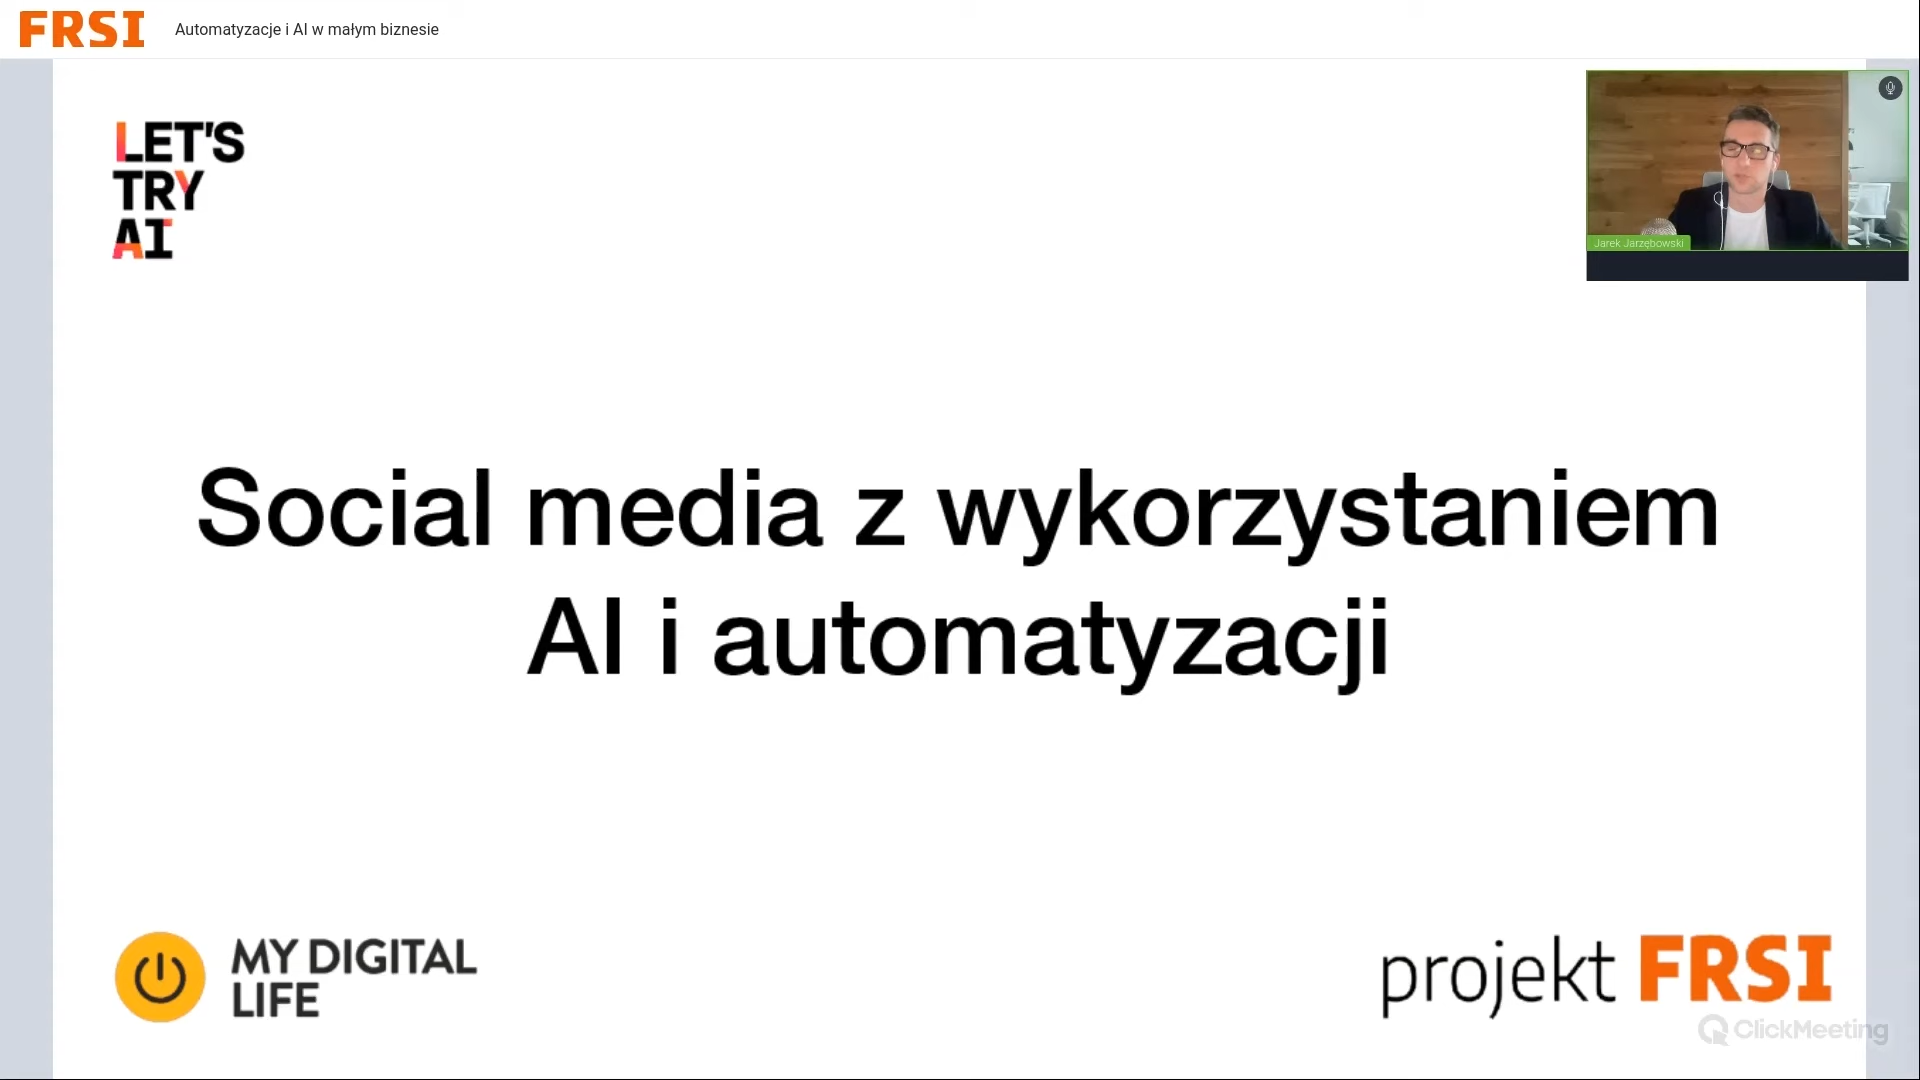 FRSI
Automatyzacje i AI w małym biznesie
LET'S
TRY
AI
Jarek Jarzębowski
Social media z wykorzystaniem
AI i automatyzacji
MY DIGITAL
LIFE
projekt FRSI
ClickMeeting